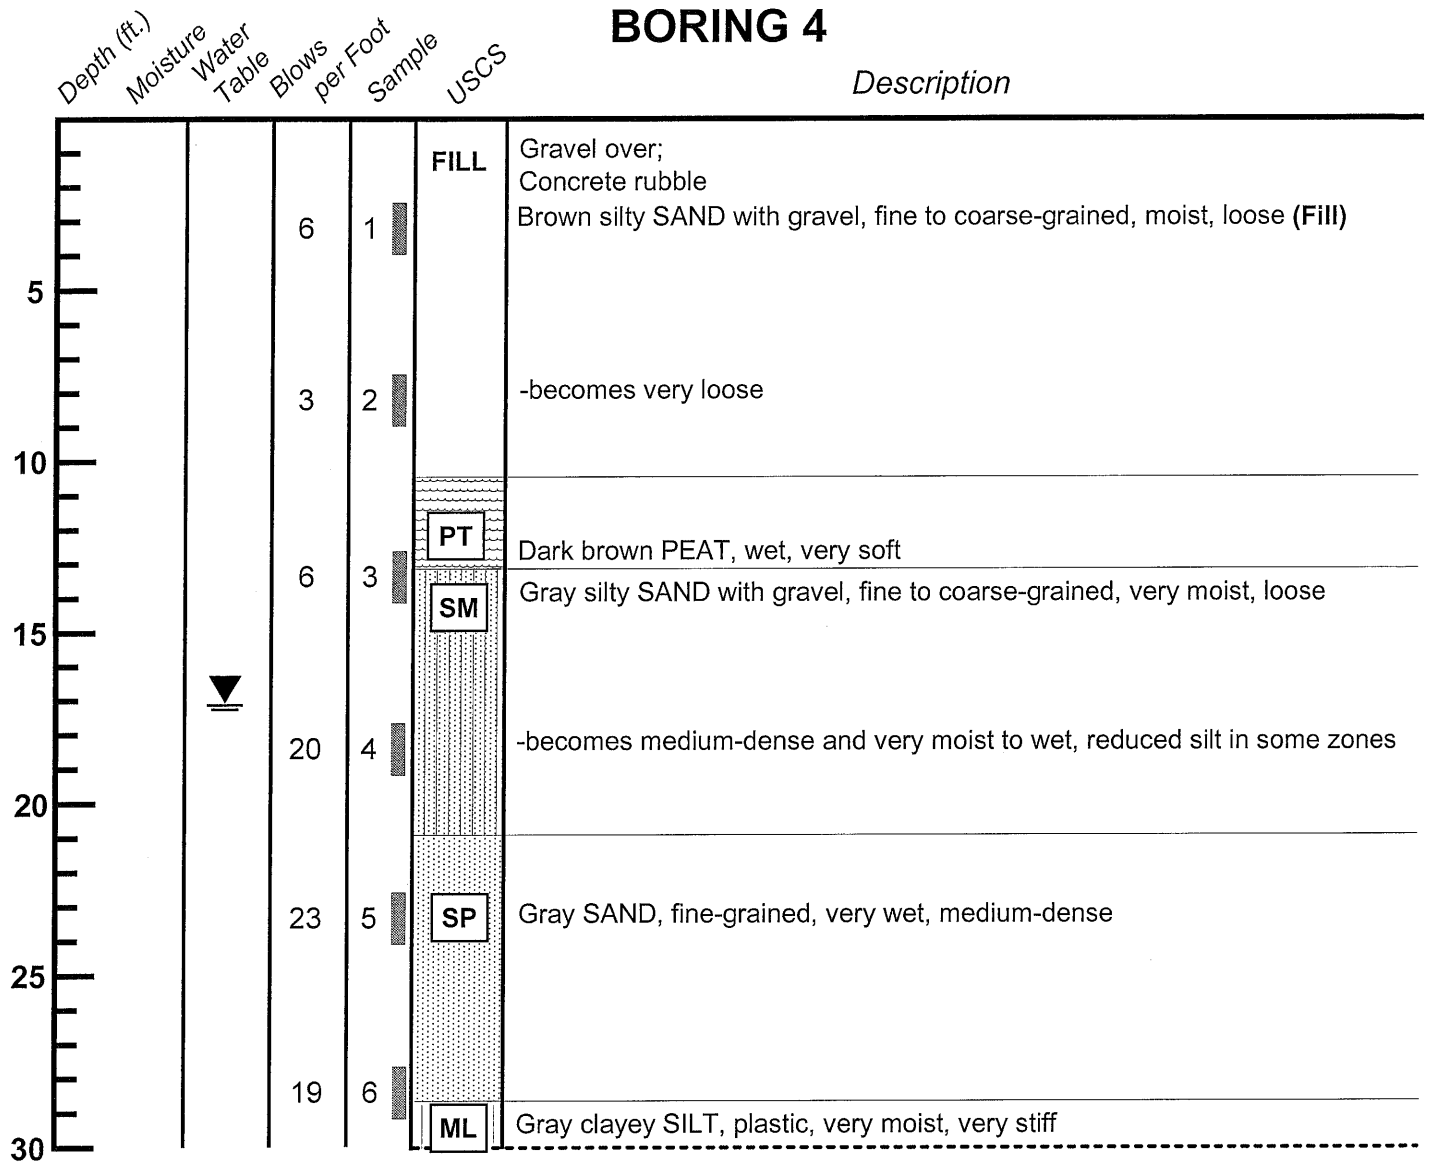 BORING 4
Depth (ft.)
Moisture
Water
Table
Blows
per Foot
Sample
USCS
Description
FILL
Gravel over;
Concrete rubble
6 1 Brown silty SAND with gravel, fine to coarse-grained, moist, loose (Fill)
5
3 2 -becomes very loose
10
PT
Dark brown PEAT, wet, very soft
6 3
SM Gray silty SAND with gravel, fine to coarse-grained, very moist, loose
15
20 4 -becomes medium-dense and very moist to wet, reduced silt in some zones
20
23 5 SP Gray SAND, fine-grained, very wet, medium-dense
25
19 6
ML Gray clayey SILT, plastic, very moist, very stiff
30